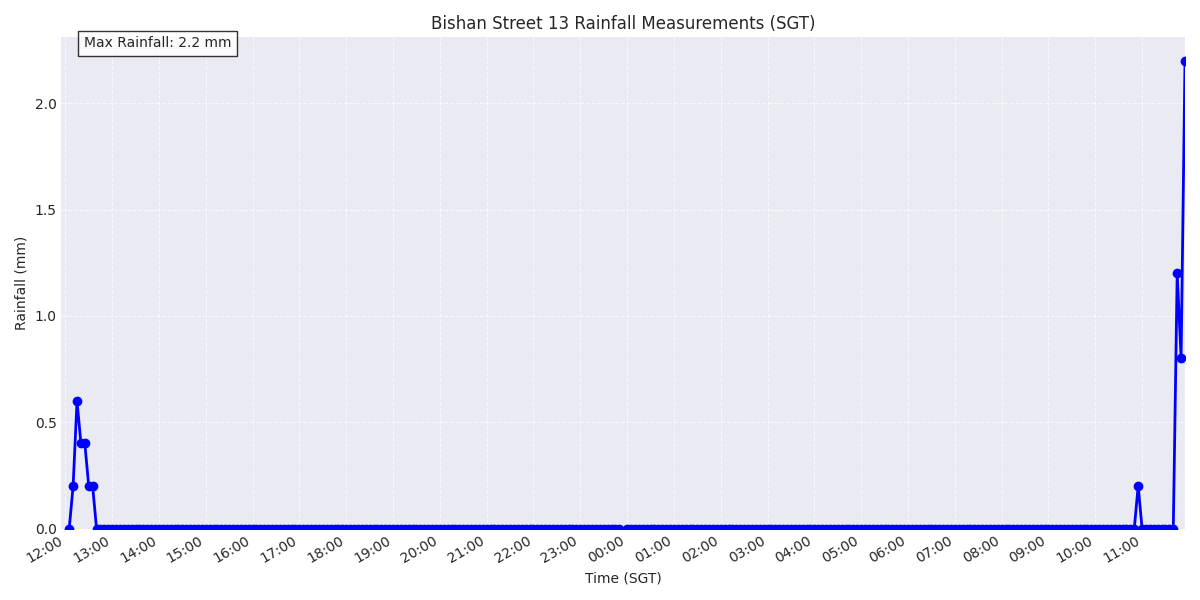 Bishan Street 13 Rainfall Measurements (SGT)
Max Rainfall: 2.2 mm
Rainfall (mm)
2.0
1.5
1.0
0.5
0.0
12:00 13:00 14:00 15:00 16:00 17:00 18:00 19:00 20:00 21:00 22:00 23:00 00:00 01:00 02:00 03:00 04:00 05:00 06:00 07:00 08:00 09:00 10:00 11:00
Time (SGT)